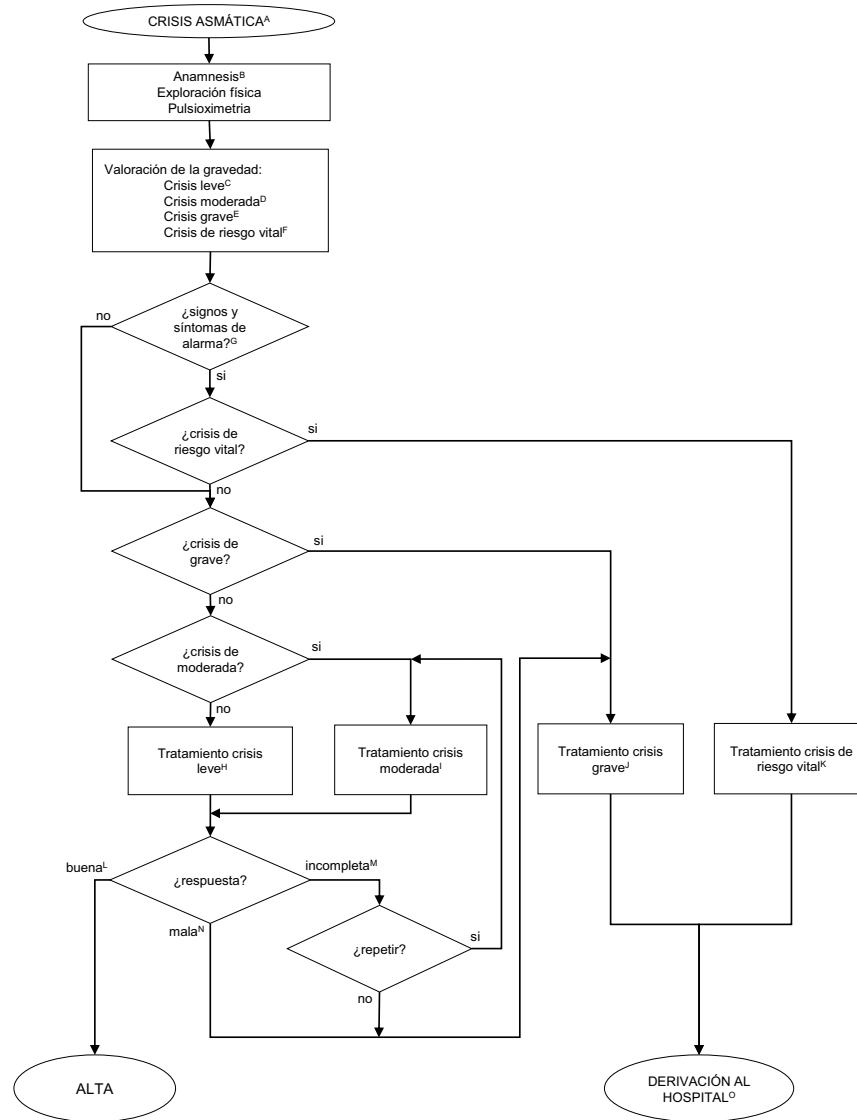 CRISIS ASMÁTICAᴬ
Anamnesisᴮ
Exploración física
Pulsioximetria
Valoración de la gravedad:
Crisis leveᶜ
Crisis moderadaᴰ
Crisis graveᴱ
Crisis de riesgo vitalᶠ
¿signos y
síntomas de
alarma?ᴳ
no
si
¿crisis de
riesgo vital?
si
no
¿crisis de
grave?
si
no
¿crisis de
moderada?
si
no
Tratamiento crisis
leveᴴ
Tratamiento crisis
moderadaᴵ
Tratamiento crisis
graveᴶ
Tratamiento crisis de
riesgo vitalᴷ
buenaᴸ
¿respuesta?
incompletaᴹ
malaᴺ
¿repetir?
si
no
ALTA
DERIVACIÓN AL
HOSPITALᴼ